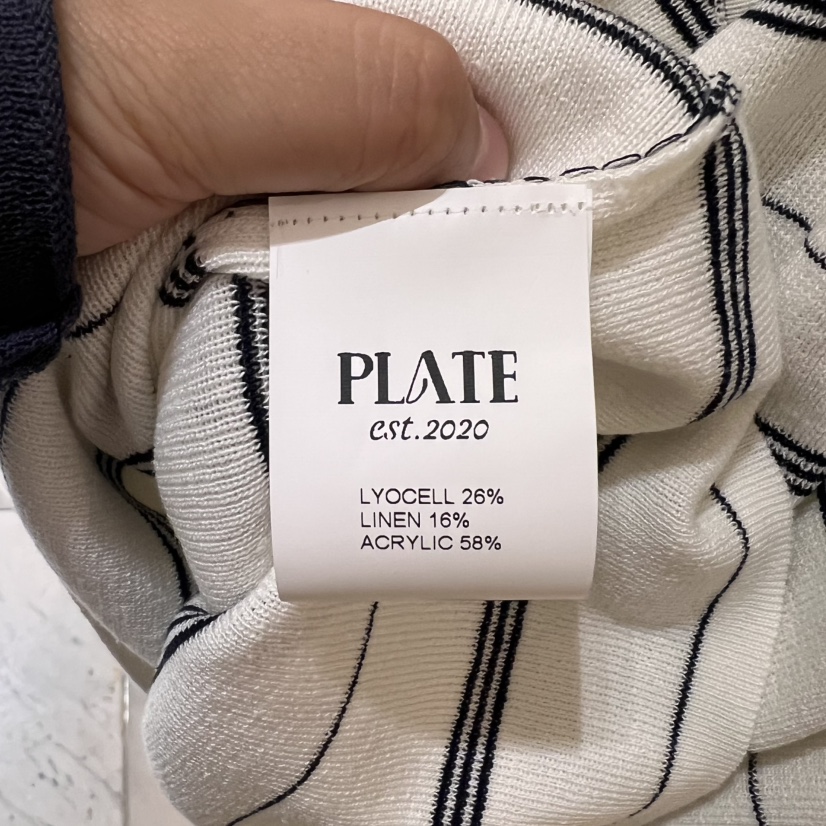 PLATE
est.2020
LYOCELL 26%
LINEN 16%
ACRYLIC 58%